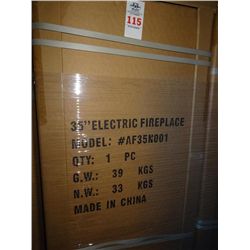 115
35"ELECTRIC FIREPLACE
MODEL: #AF35K001
QTY: 1 PC
G.W.: 39 KGS
N.W.: 33 KGS
MADE IN CHINA